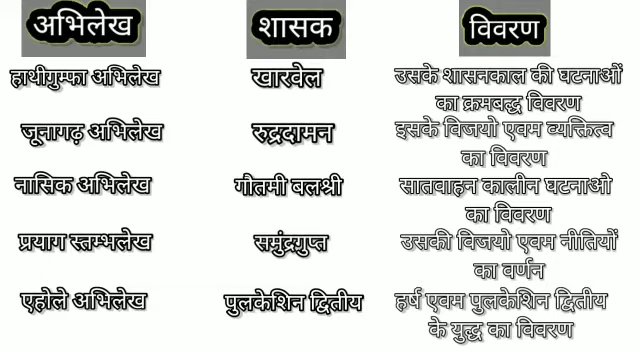 अभिलेख शासक विवरण
हाथीगुम्फा अभिलेख खारवेल उसके शासनकाल की घटनाओं
का क्रमबद्ध विवरण
जूनागढ़ अभिलेख रुद्रदामन इसके विजयो एवम व्यक्तित्व
का विवरण
नासिक अभिलेख गौतमी बलश्री सातवाहन कालीन घटनाओ
का विवरण
प्रयाग स्तम्भलेख समुंद्रगुप्त उसकी विजयो एवम नीतियों
का वर्णन
एहोले अभिलेख पुलकेशिन द्वितीय हर्ष एवम पुलकेशिन द्वितीय
के युद्ध का विवरण